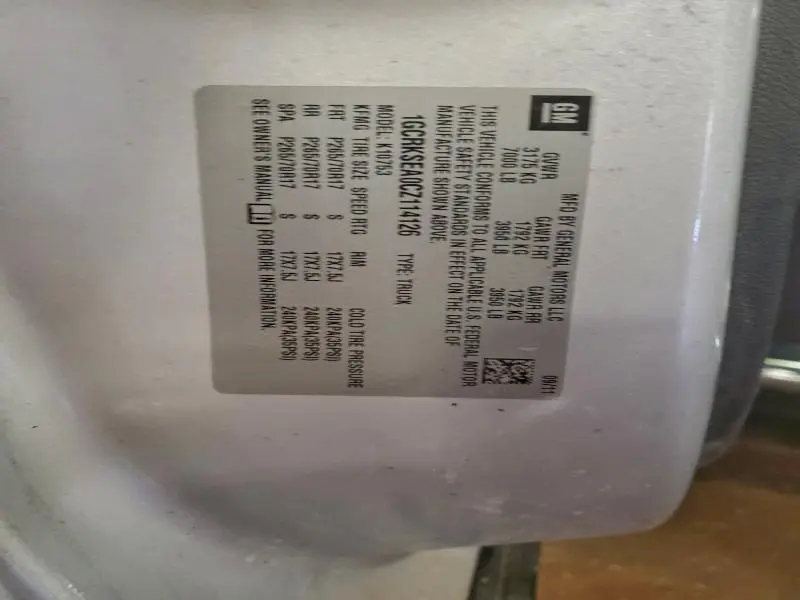 GM
MFG BY GENERAL MOTORS LLC 09/11
GVWR GAWR FRT GAWR RR
3175 KG 1792 KG 1792 KG
7000 LB 3950 LB 3950 LB
THIS VEHICLE CONFORMS TO ALL APPLICABLE U.S. FEDERAL MOTOR
VEHICLE SAFETY STANDARDS IN EFFECT ON THE DATE OF
MANUFACTURE SHOWN ABOVE.
1GCRKSEA0CZ114126 TYPE: TRUCK
MODEL: K10753
KFMG TIRE SIZE SPEED RTG RIM COLD TIRE PRESSURE
FRT P265/70R17 S 17X7.5J 240KPA(35PSI)
RR P265/70R17 S 17X7.5J 240KPA(35PSI)
SPA P265/70R17 S 17X7.5J 240KPA(35PSI)
SEE OWNER'S MANUAL FOR MORE INFORMATION.